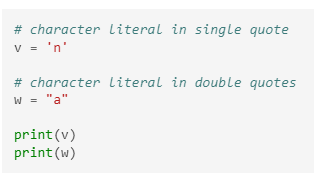 # character literal in single quote
v = 'n'
# character literal in double quotes
w = "a"
print(v)
print(w)